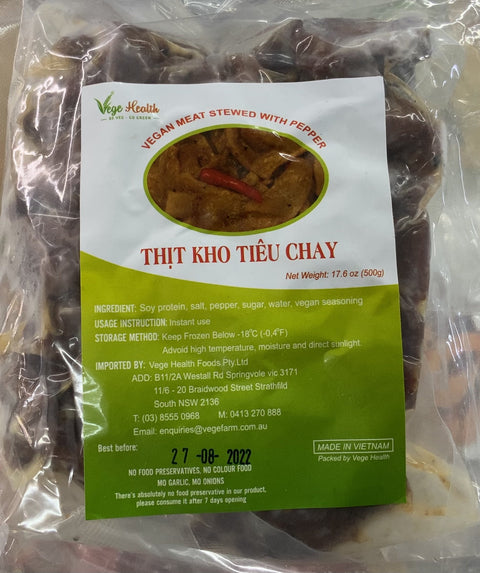 Vege Health
BE VEG - GO GREEN
VEGAN MEAT STEWED WITH PEPPER
THỊT KHO TIÊU CHAY
Net Weight: 17.6 oz (500g)
INGREDIENT: Soy protein, salt, pepper, sugar, water, vegan seasoning
USAGE INSTRUCTION: Instant use
STORAGE METHOD: Keep Frozen Below -18°C (-0,4°F)
Advoid high temperature, moisture and direct sunlight
IMPORTED BY: Vege Health Foods Pty.Ltd
ADD: B11/2A Westall Rd Springvole vic 3171
11/6 - 20 Braidwood Street Strathfild
South NSW 2136
T: (03) 8555 0968 M: 0413 270 888
Email: enquiries@vegefarm.com.au
Best before: 27-08-2022
MADE IN VIETNAM
Packed by Vege Health
NO FOOD PRESERVATIVES, NO COLOUR FOOD
MO GARLIC, MO ONIONS
There's absolutely no food preservative in our product,
please consume it after 7 days opening